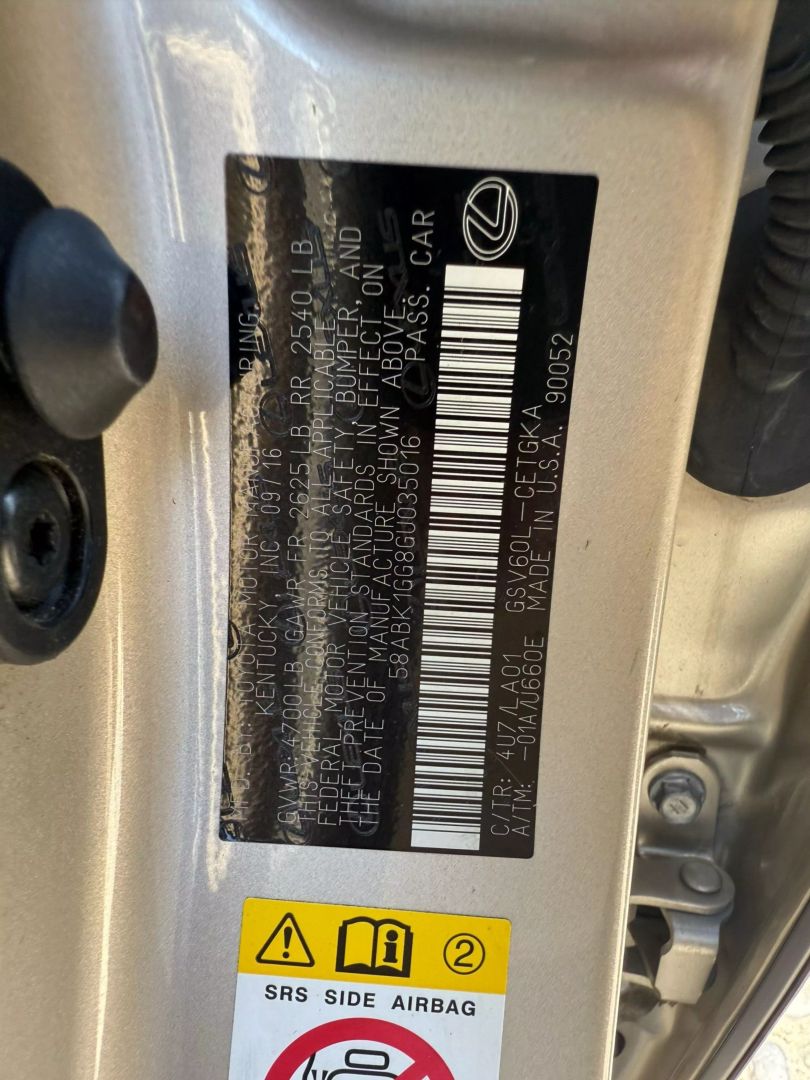 MFD. BY: TOYOTA MOTOR MANUFACTURING,
KENTUCKY, INC. 09/16
GVWR: 4700LB GAWR FR 2625 LB RR 2540 LB
THIS VEHICLE CONFORMS TO ALL APPLICABLE
FEDERAL MOTOR VEHICLE SAFETY, BUMPER, AND
THEFT PREVENTION STANDARDS IN EFFECT ON
THE DATE OF MANUFACTURE SHOWN ABOVE.
58ABK1GG8GU035016 PASS. CAR
C/TR: 4U7/LA01 GSV60L-CETGKA
A/TM: -01A/U660E MADE IN U.S.A. 90052
2
SRS SIDE AIRBAG